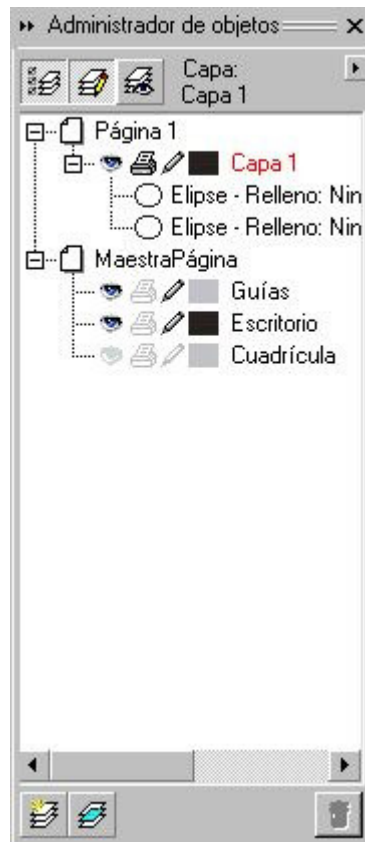 Administrador de objetos
Capa:
Capa 1
Página 1
Capa 1
Elipse - Relleno: Nin
Elipse - Relleno: Nin
MaestraPágina
Guías
Escritorio
Cuadrícula